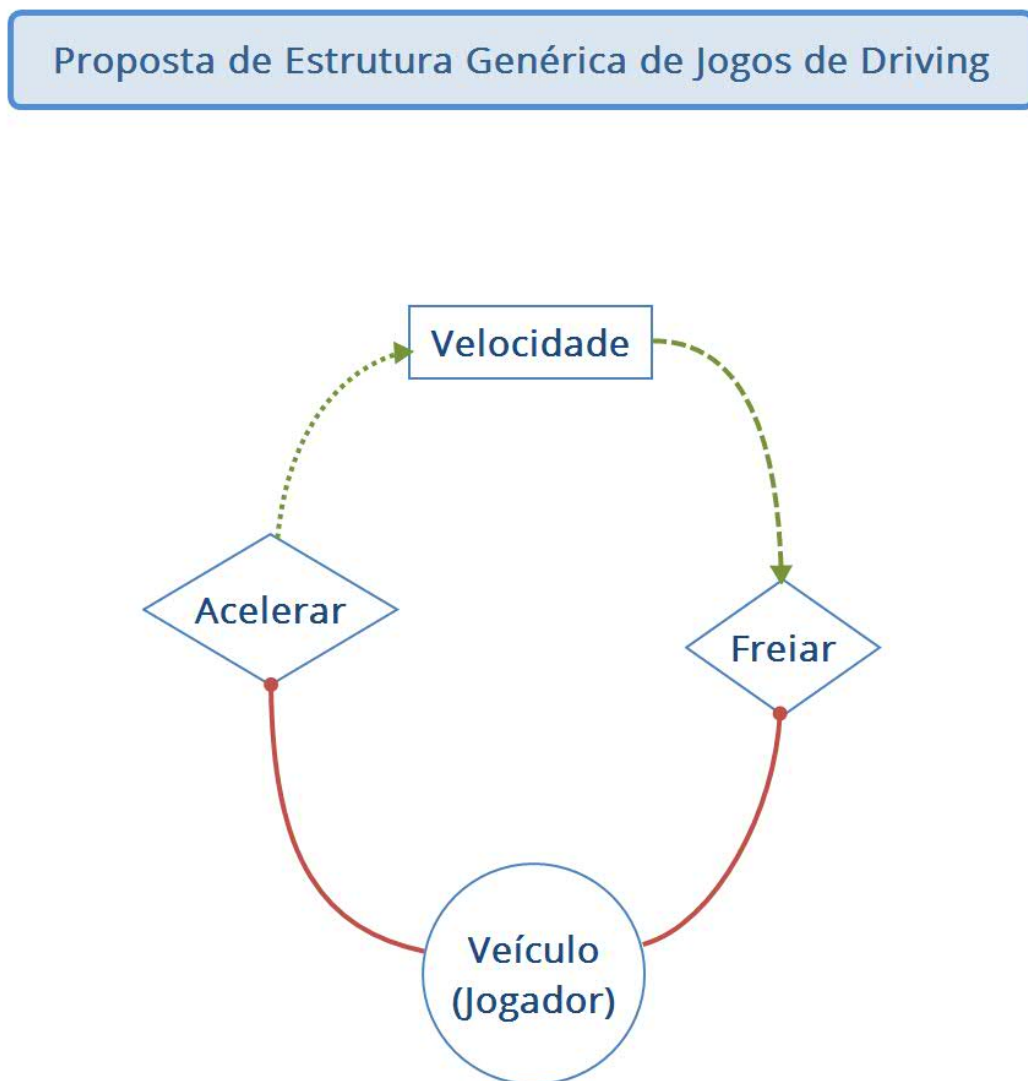 Proposta de Estrutura Genérica de Jogos de Driving
Velocidade
Acelerar
Freiar
Veículo
(Jogador)